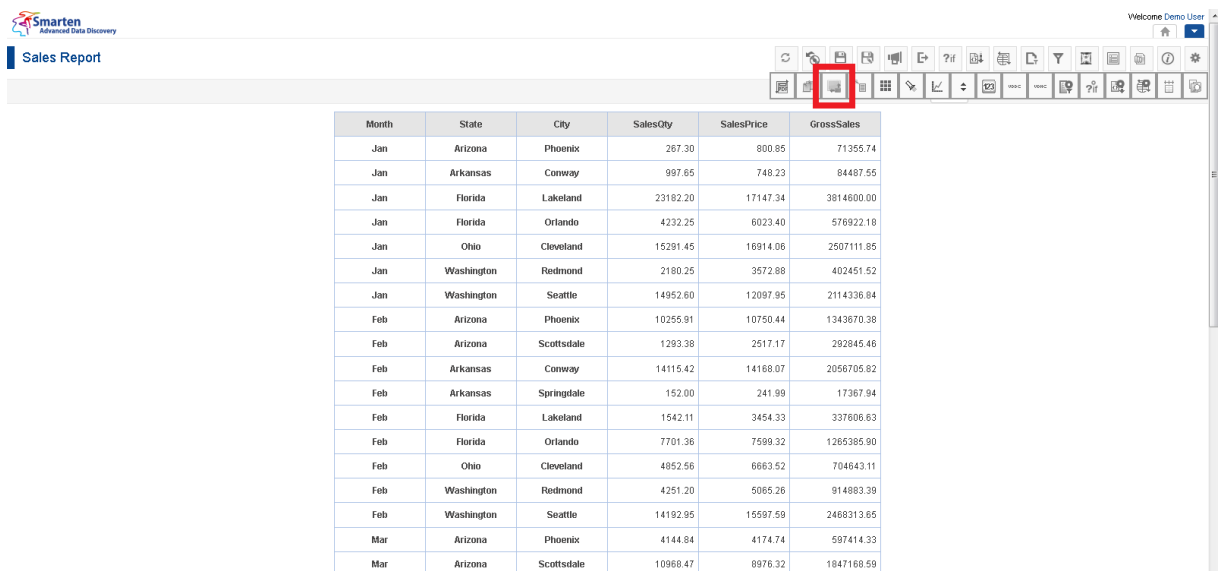 Smarten
Advanced Data Discovery
Welcome Demo User
Sales Report
?if
123
?if
Month State City SalesQty SalesPrice GrossSales
Jan Arizona Phoenix 267.30 800.85 71355.74
Jan Arkansas Conway 997.65 748.23 84487.55
Jan Florida Lakeland 23182.20 17147.34 3814600.00
Jan Florida Orlando 4232.25 6023.40 576922.18
Jan Ohio Cleveland 15291.45 16914.06 2507111.85
Jan Washington Redmond 2180.25 3572.88 402451.52
Jan Washington Seattle 14952.60 12097.95 2114336.84
Feb Arizona Phoenix 10255.91 10750.44 1343670.38
Feb Arizona Scottsdale 1293.38 2517.17 292845.46
Feb Arkansas Conway 14115.42 14168.07 2056705.82
Feb Arkansas Springdale 152.00 241.99 17367.94
Feb Florida Lakeland 1542.11 3454.33 337606.63
Feb Florida Orlando 7701.36 7599.32 1265385.90
Feb Ohio Cleveland 4852.56 6663.52 704643.11
Feb Washington Redmond 4251.20 5065.26 914883.39
Feb Washington Seattle 14192.95 15597.59 2468313.65
Mar Arizona Phoenix 4144.84 4174.74 597414.33
Mar Arizona Scottsdale 10968.47 8976.32 1847168.59